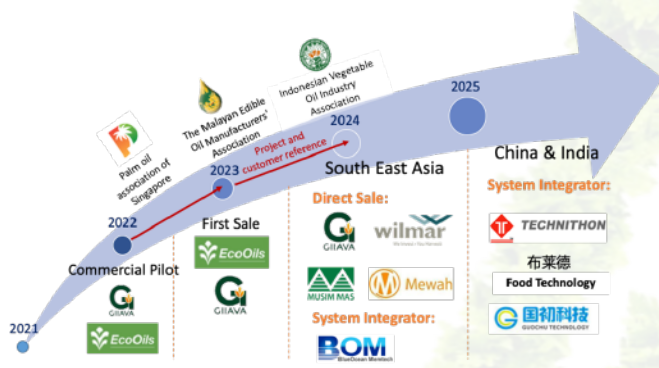 2021
2022
Commercial Pilot
GIIAVA
EcoOils
Palm oil
association of
Singapore
2023
First Sale
EcoOils
GIIAVA
The Malayan Edible
Oil Manufacturers'
Association
Project and
customer reference
Indonesian Vegetable
Oil Industry
Association
2024
South East Asia
Direct Sale:
GIIAVA
wilmar
MUSIM MAS
Mewah
System Integrator:
BOM
BlueOcean Memtech
2025
China & India
System Integrator:
TECHNITHON
布莱德
Food Technology
国初科技
GUOCHU TECHNOLOGY